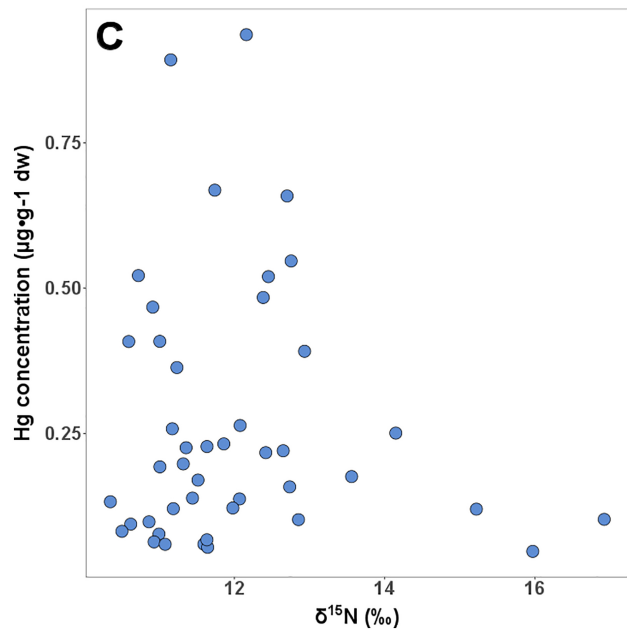 C
Hg concentration (µg•g-1 dw)
0.75
0.50
0.25
12 14 16
δ¹⁵N (‰)